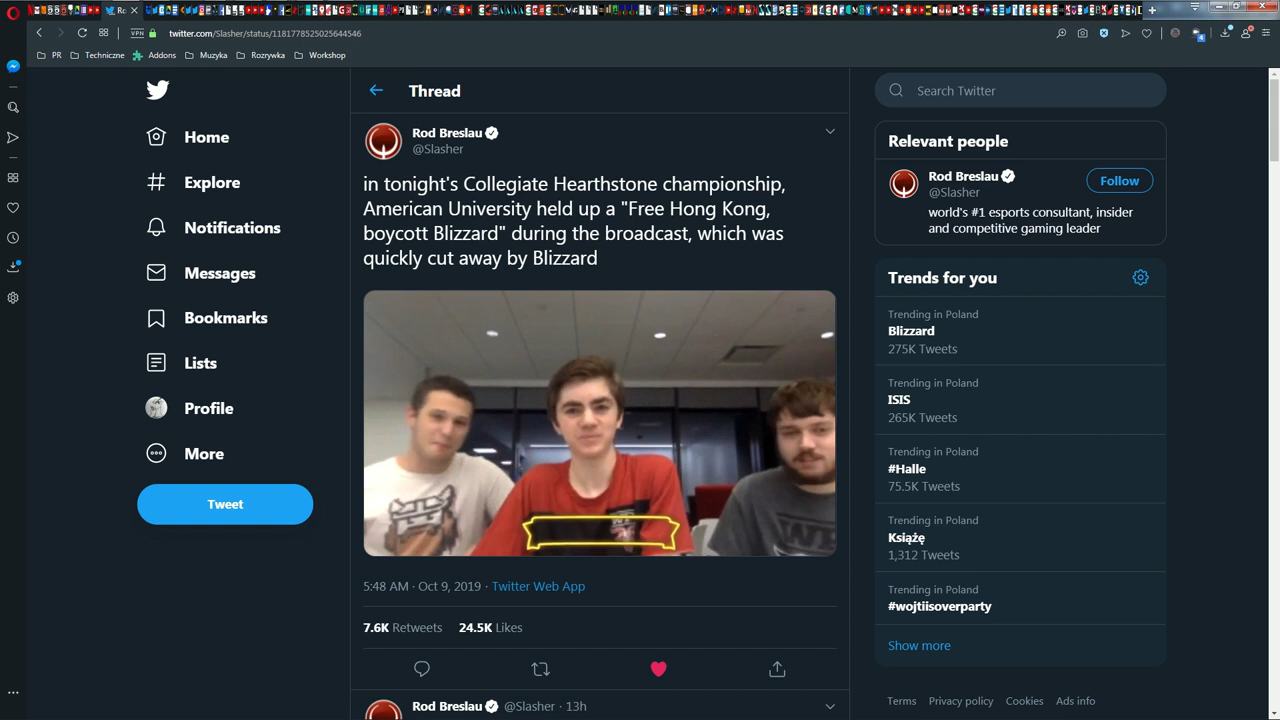 Rc
VPN
twitter.com/Slasher/status/1181778525025644546
PR
Techniczne
Addons
Muzyka
Rozrywka
Workshop
Home
Explore
Notifications
Messages
Bookmarks
Lists
Profile
More
Tweet
Thread
Rod Breslau
@Slasher
in tonight's Collegiate Hearthstone championship,
American University held up a "Free Hong Kong,
boycott Blizzard" during the broadcast, which was
quickly cut away by Blizzard
5:48 AM · Oct 9, 2019 · Twitter Web App
7.6K Retweets 24.5K Likes
Rod Breslau @Slasher · 13h
Search Twitter
Relevant people
Rod Breslau
@Slasher
Follow
world's #1 esports consultant, insider
and competitive gaming leader
Trends for you
Trending in Poland
Blizzard
275K Tweets
Trending in Poland
ISIS
265K Tweets
Trending in Poland
#Halle
75.5K Tweets
Trending in Poland
Książę
1,312 Tweets
Trending in Poland
#wojtiisoverparty
Show more
Terms Privacy policy Cookies Ads info